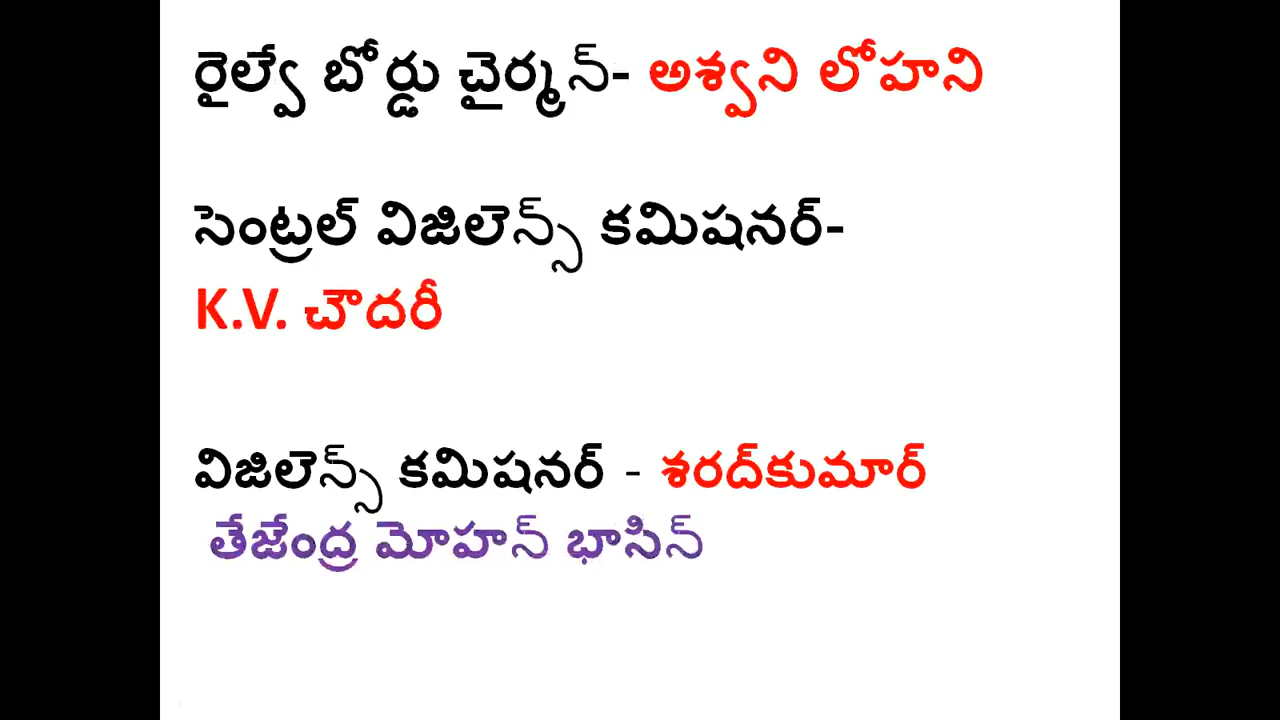 రైల్వే బోర్డు చైర్మన్- అశ్వని లోహని
సెంట్రల్ విజిలెన్స్ కమిషనర్-
K.V. చౌదరీ
విజిలెన్స్ కమిషనర్ - శరద్‌కుమార్
తేజేంద్ర మోహన్ భాసిన్